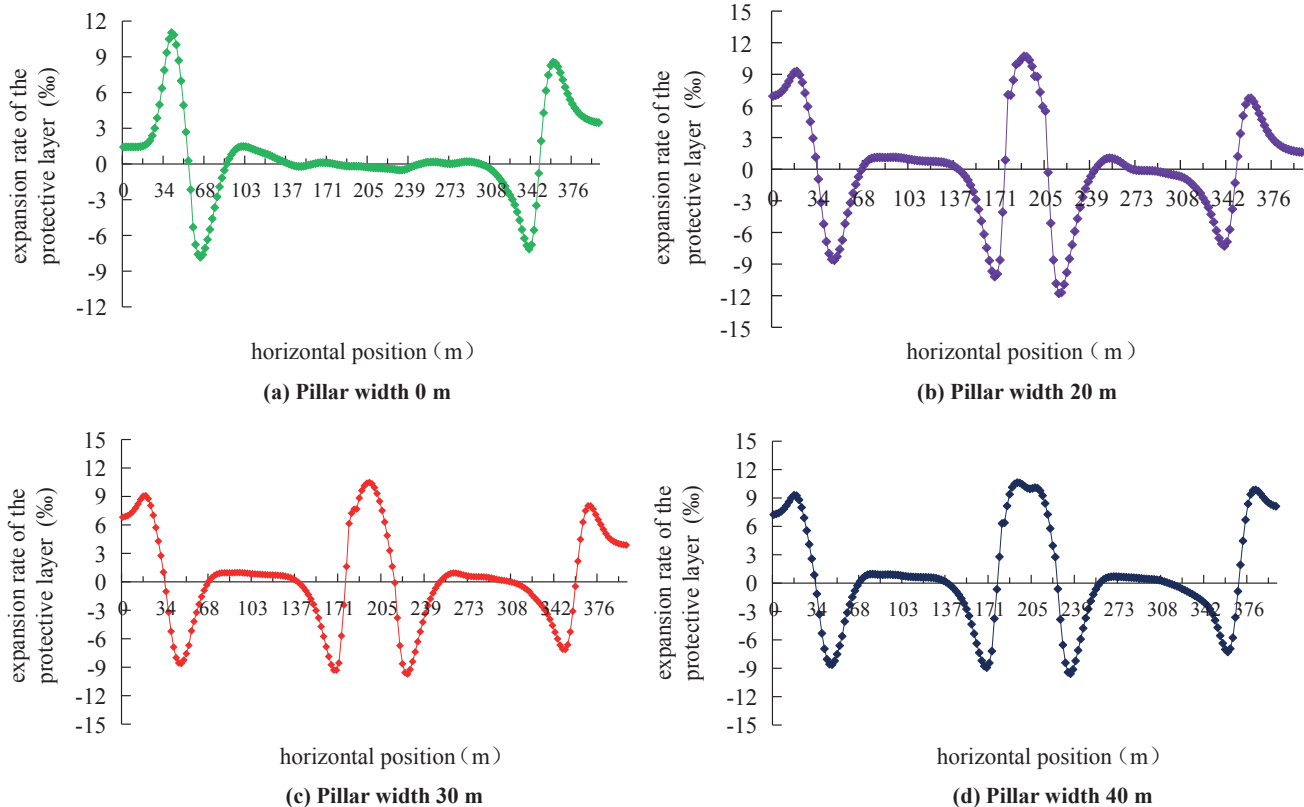 12
9
6
3
0
-3
-6
-9
-12
0 34 68 103 137 171 205 239 273 308 342 376
expansion rate of the
protective layer (‰)
horizontal position（m）
(a) Pillar width 0 m
15
12
9
6
3
0
-3
-6
-9
-12
-15
0 34 68 103 137 171 205 239 273 308 342 376
expansion rate of the
protective layer (‰)
horizontal position（m）
(b) Pillar width 20 m
15
12
9
6
3
0
-3
-6
-9
-12
-15
0 34 68 103 137 171 205 239 273 308 342 376
expansion rate of the
protective layer (‰)
horizontal position（m）
(c) Pillar width 30 m
15
12
9
6
3
0
-3
-6
-9
-12
-15
0 34 68 103 137 171 205 239 273 308 342 376
expansion rate of the
protective layer (‰)
horizontal position（m）
(d) Pillar width 40 m